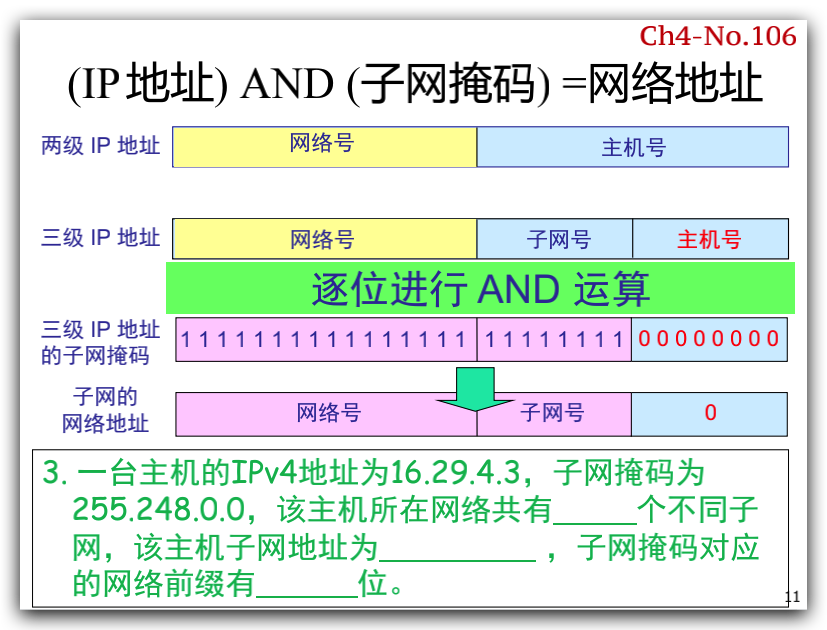 Ch4-No.106
(IP地址) AND (子网掩码) =网络地址
两级 IP 地址 网络号 主机号
三级 IP 地址 网络号 子网号 主机号
逐位进行 AND 运算
三级 IP 地址
的子网掩码
1 1 1 1 1 1 1 1 1 1 1 1 1 1 1 1 1 1 1 1 1 1 1 1 0 0 0 0 0 0 0 0
子网的
网络地址
网络号 子网号 0
3. 一台主机的IPv4地址为16.29.4.3，子网掩码为
255.248.0.0，该主机所在网络共有______个不同子
网，该主机子网地址为___________ ，子网掩码对应
的网络前缀有_______位。
11